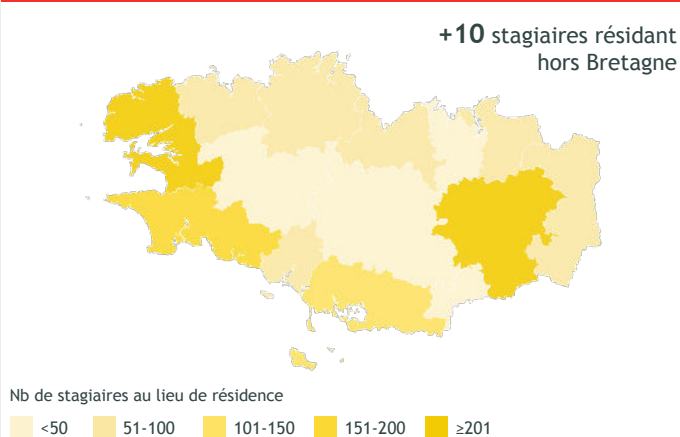 +10 stagiaires résidant
hors Bretagne
Nb de stagiaires au lieu de résidence
<50 51-100 101-150 151-200 ≥201